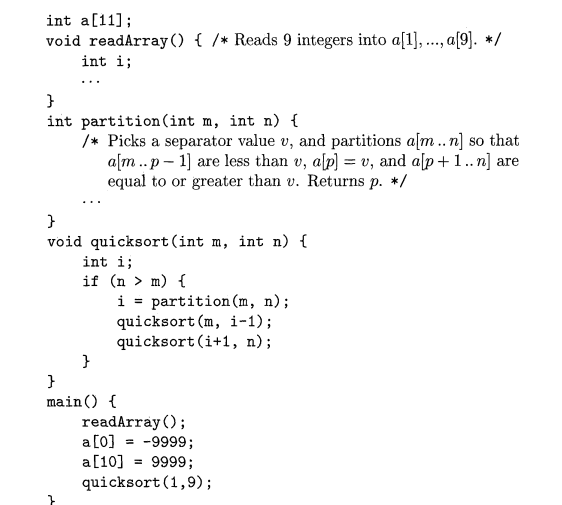 int a[11];
void readArray() { /* Reads 9 integers into a[1], ..., a[9]. */
    int i;
    ...
}
int partition(int m, int n) {
    /* Picks a separator value v, and partitions a[m .. n] so that
       a[m .. p − 1] are less than v, a[p] = v, and a[p + 1 .. n] are
       equal to or greater than v. Returns p. */
    ...
}
void quicksort(int m, int n) {
    int i;
    if (n > m) {
        i = partition(m, n);
        quicksort(m, i-1);
        quicksort(i+1, n);
    }
}
main() {
    readArray();
    a[0] = -9999;
    a[10] = 9999;
    quicksort(1,9);
}